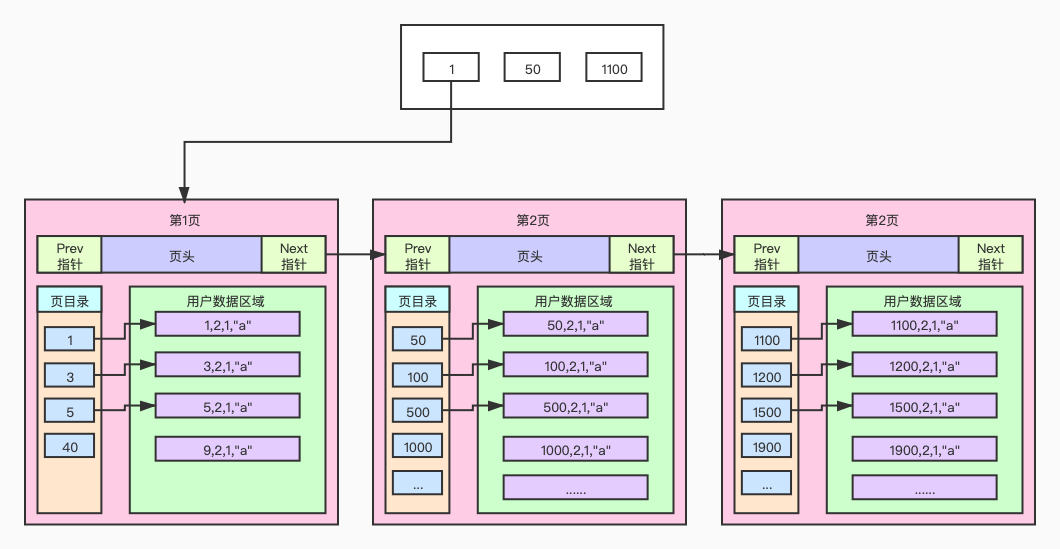 1
50
1100
第1页
Prev
指针
页头
Next
指针
页目录
1
3
5
40
用户数据区域
1,2,1,"a"
3,2,1,"a"
5,2,1,"a"
9,2,1,"a"
第2页
Prev
指针
页头
Next
指针
页目录
50
100
500
1000
...
用户数据区域
50,2,1,"a"
100,2,1,"a"
500,2,1,"a"
1000,2,1,"a"
......
第2页
Prev
指针
页头
Next
指针
页目录
1100
1200
1500
1900
...
用户数据区域
1100,2,1,"a"
1200,2,1,"a"
1500,2,1,"a"
1900,2,1,"a"
......